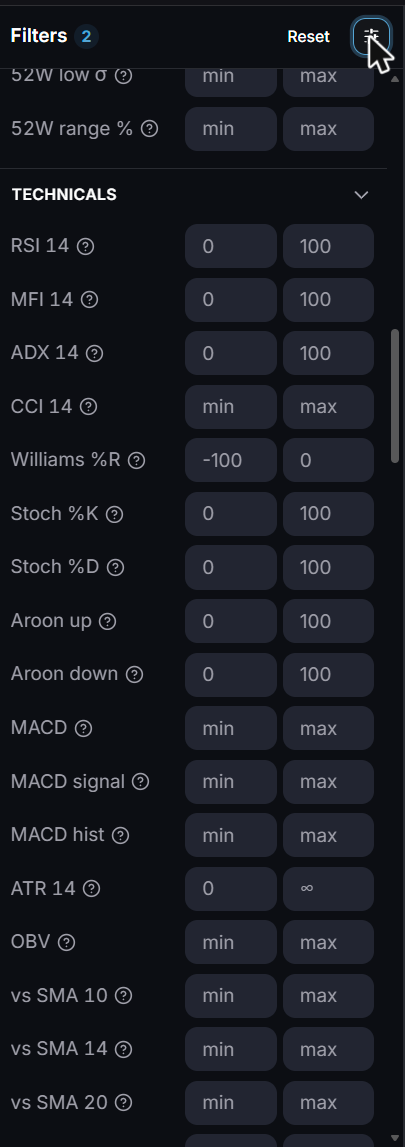 Filters 2 Reset
52W low σ ? min max
52W range % ? min max
TECHNICALS
RSI 14 ? 0 100
MFI 14 ? 0 100
ADX 14 ? 0 100
CCI 14 ? min max
Williams %R ? -100 0
Stoch %K ? 0 100
Stoch %D ? 0 100
Aroon up ? 0 100
Aroon down ? 0 100
MACD ? min max
MACD signal ? min max
MACD hist ? min max
ATR 14 ? 0 ∞
OBV ? min max
vs SMA 10 ? min max
vs SMA 14 ? min max
vs SMA 20 ? min max